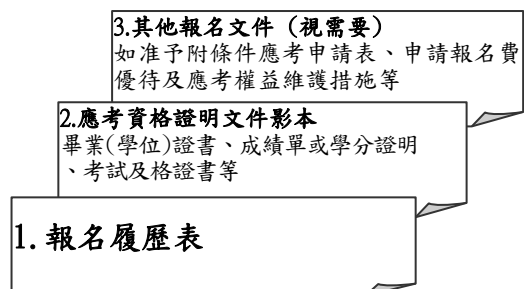 3.其他報名文件（視需要）
如准予附條件應考申請表、申請報名費
優待及應考權益維護措施等
2.應考資格證明文件影本
畢業(學位)證書、成績單或學分證明
、考試及格證書等
1.報名履歷表